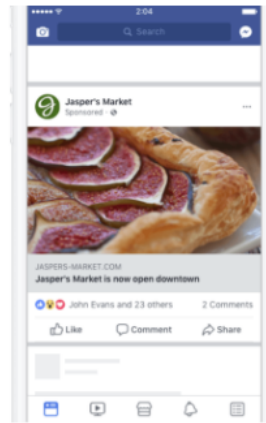 2:04
Search
Jasper's Market
Sponsored ·
JASPERS-MARKET.COM
Jasper's Market is now open downtown
John Evans and 23 others 2 Comments
Like Comment Share